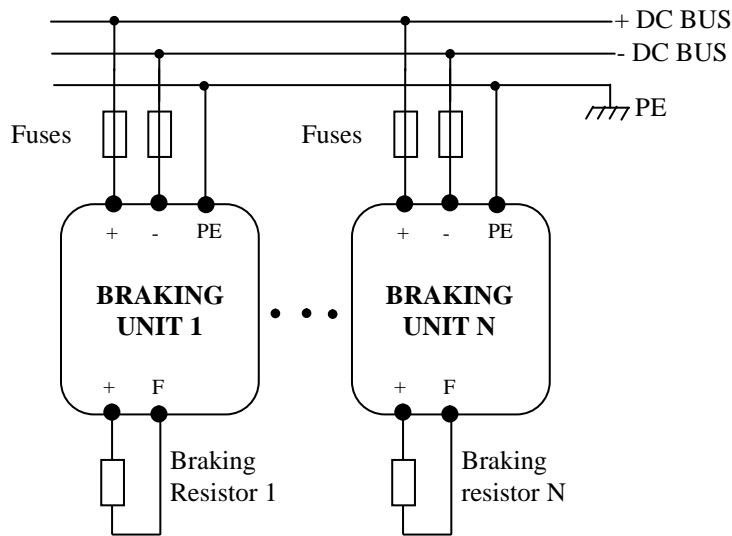 + DC BUS
- DC BUS
PE
Fuses
Fuses
+ - PE
+ - PE
BRAKING
UNIT 1
BRAKING
UNIT N
+ F
+ F
Braking
Resistor 1
Braking
resistor N